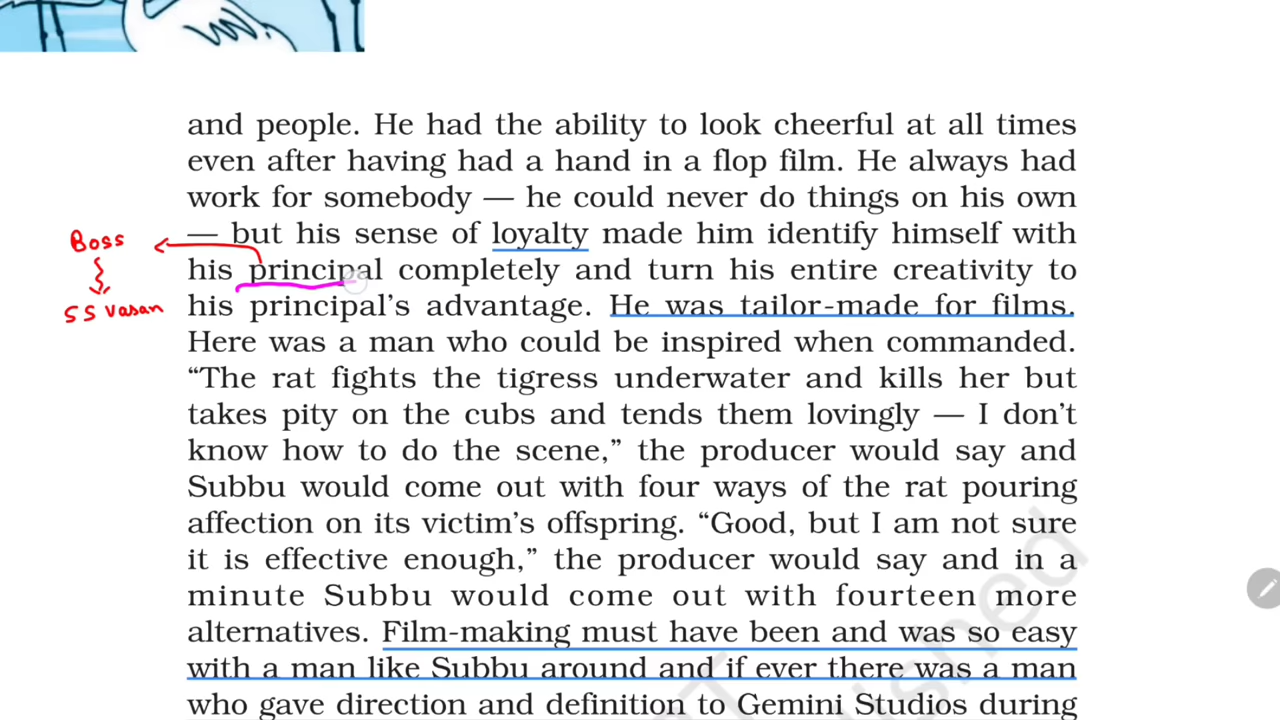 and people. He had the ability to look cheerful at all times
even after having had a hand in a flop film. He always had
work for somebody — he could never do things on his own
— but his sense of loyalty made him identify himself with
Boss
his principal completely and turn his entire creativity to
SS Vasan
his principal's advantage. He was tailor-made for films.
Here was a man who could be inspired when commanded.
“The rat fights the tigress underwater and kills her but
takes pity on the cubs and tends them lovingly — I don't
know how to do the scene,” the producer would say and
Subbu would come out with four ways of the rat pouring
affection on its victim's offspring. “Good, but I am not sure
it is effective enough,” the producer would say and in a
minute Subbu would come out with fourteen more
alternatives. Film-making must have been and was so easy
with a man like Subbu around and if ever there was a man
who gave direction and definition to Gemini Studios during